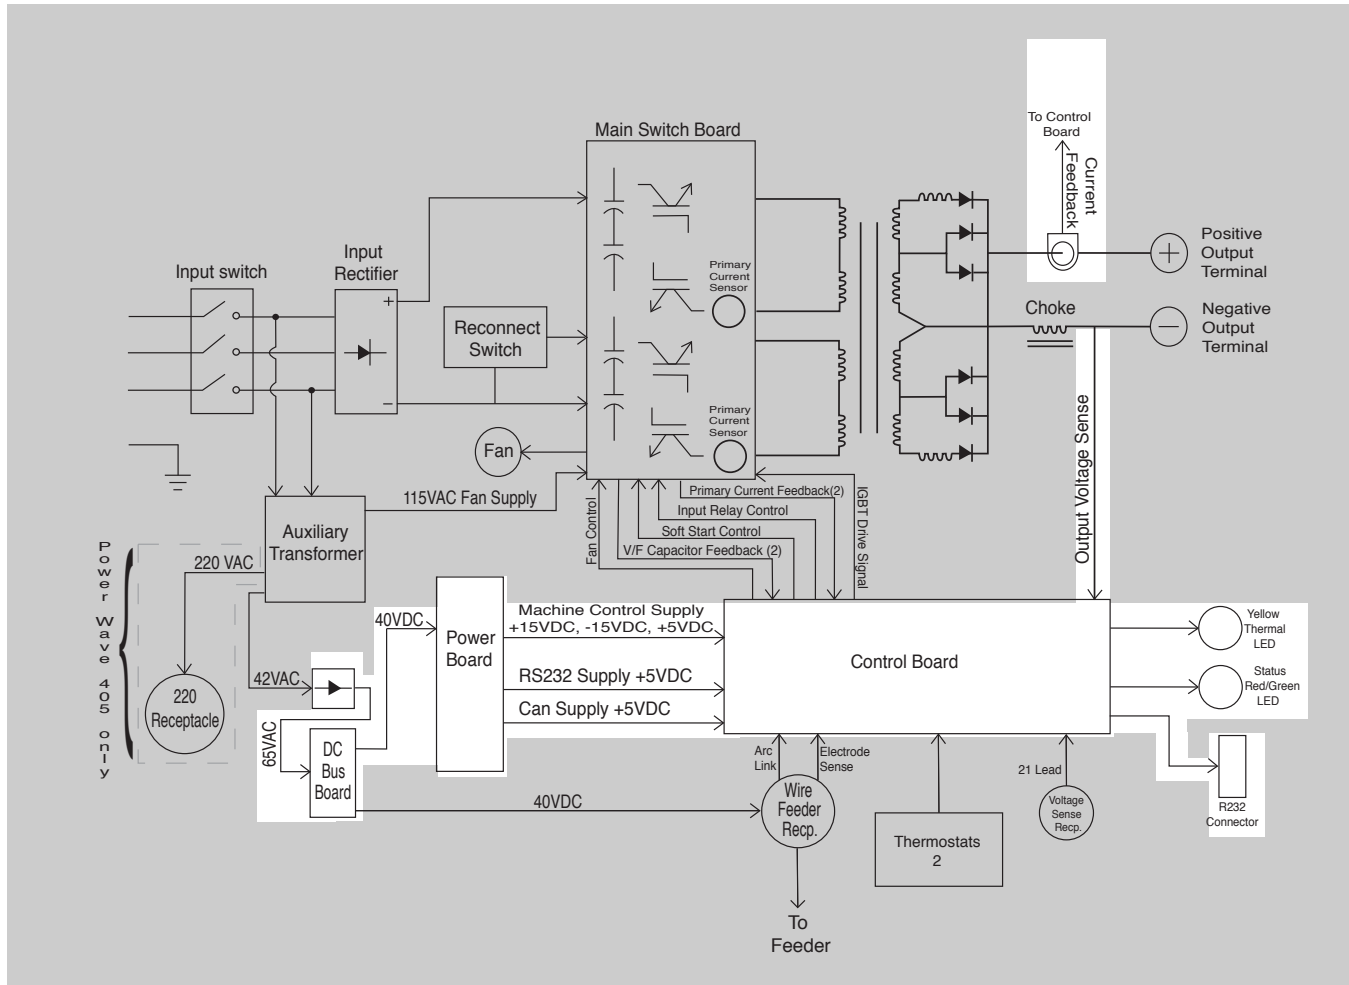 To Control
Board
Current
Feedback
Main Switch Board
Positive
Output
Terminal
Input
Rectifier
Input switch
+
Primary
Current
Sensor
+
Negative
Output
Terminal
Choke
Reconnect
Switch
−
−
Primary
Current
Sensor
Fan
115VAC Fan Supply
Primary Current Feedback(2)
Input Relay Control
Soft Start Control
V/F Capacitor Feedback (2)
Fan Control
IGBT Drive Signal
Output Voltage Sense
Auxiliary
Transformer
Power Wave 405 only
220 VAC
220
Receptacle
42VAC
65VAC
DC
Bus
Board
40VDC
Power
Board
Machine Control Supply
+15VDC, -15VDC, +5VDC
RS232 Supply +5VDC
Can Supply +5VDC
Control Board
Yellow
Thermal
LED
Status
Red/Green
LED
Arc
Link
Electrode
Sense
21 Lead
40VDC
Wire
Feeder
Recp.
Thermostats
2
Voltage
Sense
Recp.
R232
Connector
To
Feeder